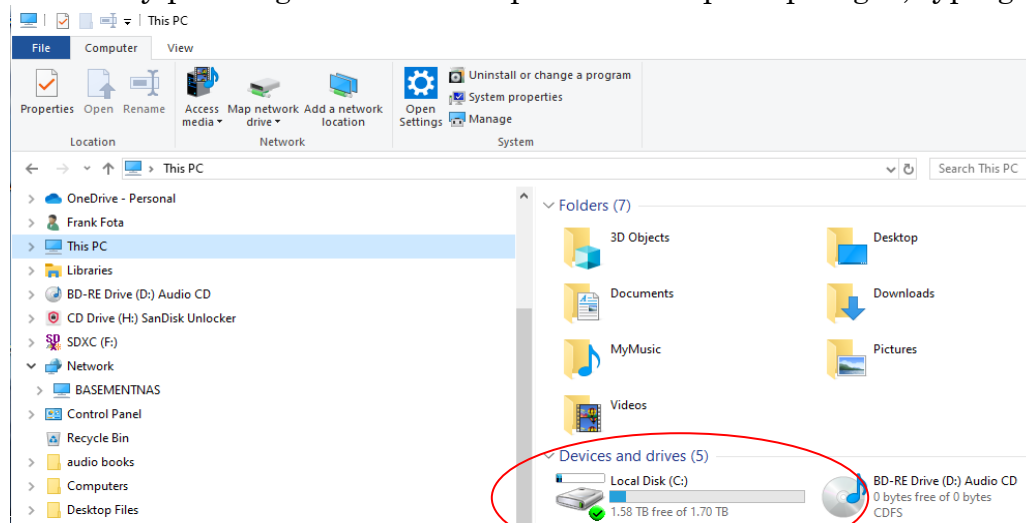 This PC
File Computer View
Properties Open Rename Access media Map network drive Add a network location Open Settings Uninstall or change a program
System properties
Manage
Location Network System
This PC Search This PC
OneDrive - Personal
Frank Fota
This PC
Libraries
BD-RE Drive (D:) Audio CD
CD Drive (H:) SanDisk Unlocker
SDXC (F:)
Network
BASEMENTNAS
Control Panel
Recycle Bin
audio books
Computers
Desktop Files
Folders (7)
3D Objects Desktop
Documents Downloads
MyMusic Pictures
Videos
Devices and drives (5)
Local Disk (C:) BD-RE Drive (D:) Audio CD
0 bytes free of 0 bytes
1.58 TB free of 1.70 TB CDFS